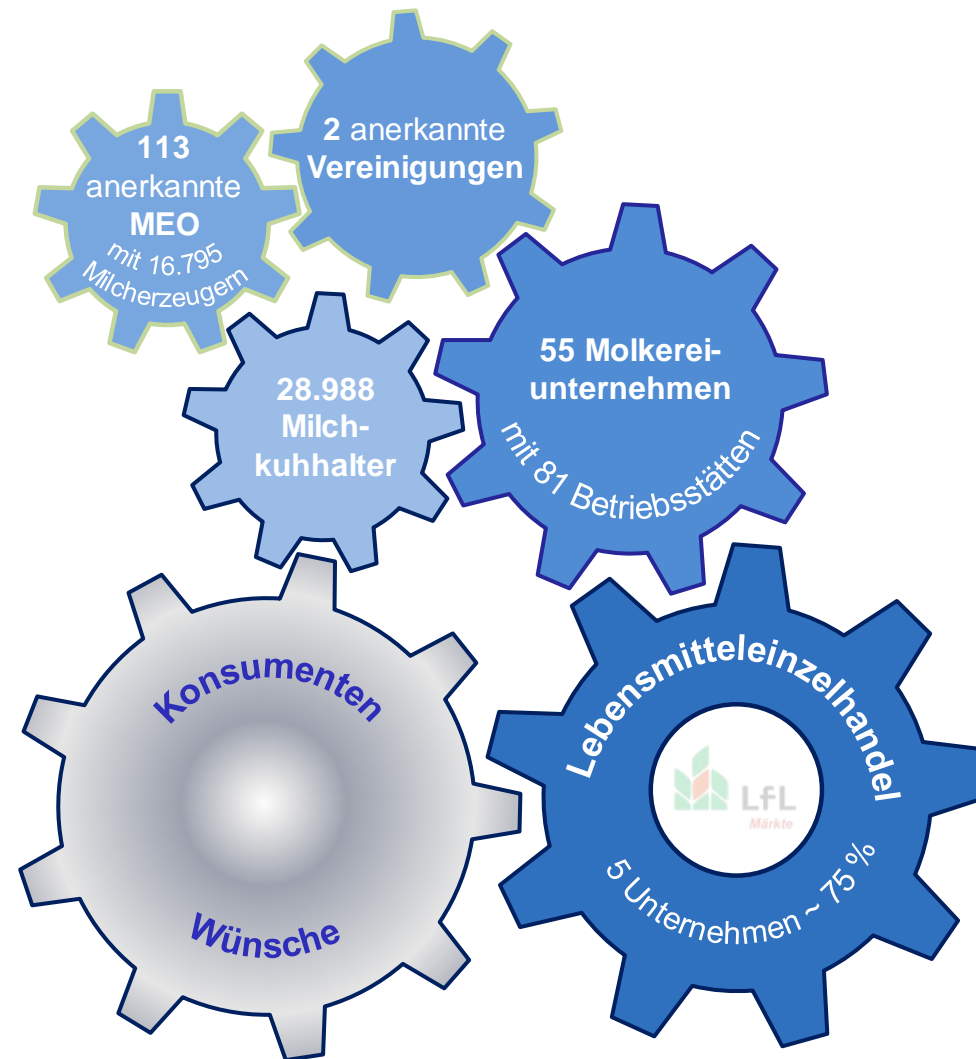 113
anerkannte
MEO
mit 16.795
Milcherzeugern
2 anerkannte
Vereinigungen
55 Molkerei-
unternehmen
mit 81 Betriebsstätten
28.988
Milch-
kuhhalter
Konsumenten
Wünsche
Lebensmitteleinzelhandel
LfL
Märkte
5 Unternehmen ~ 75 %